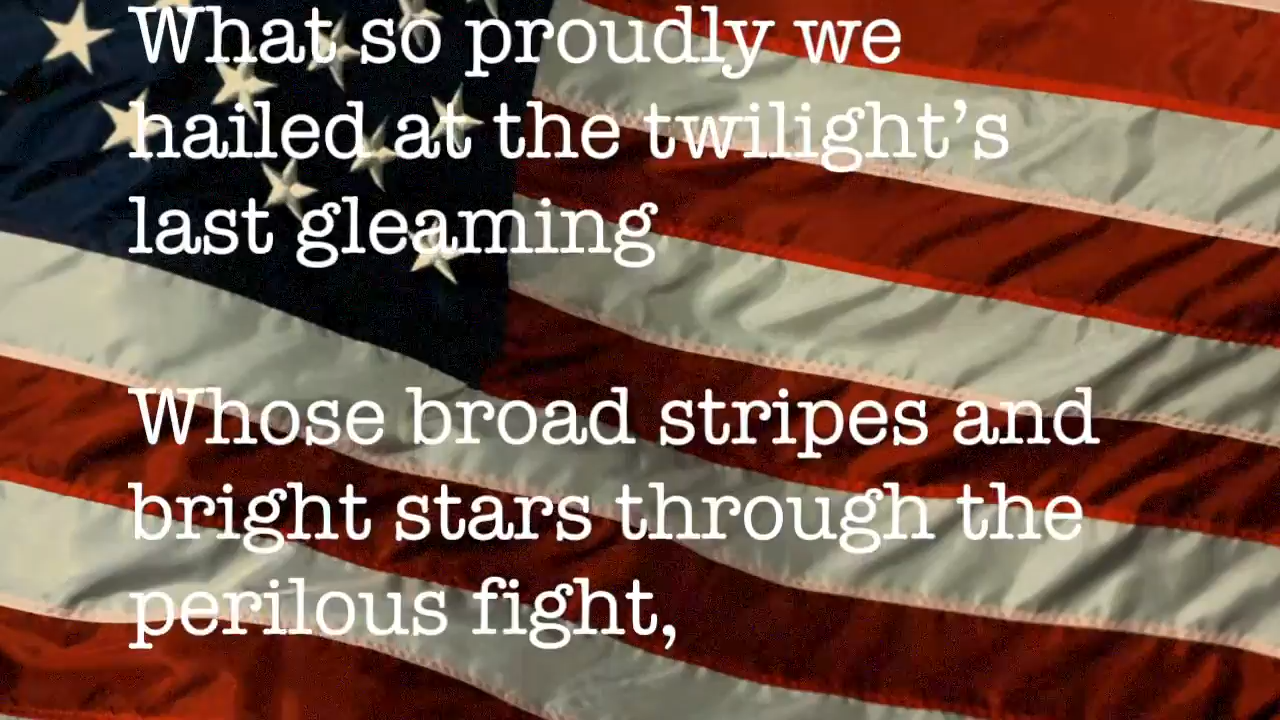 What so proudly we
hailed at the twilight’s
last gleaming
Whose broad stripes and
bright stars through the
perilous fight,